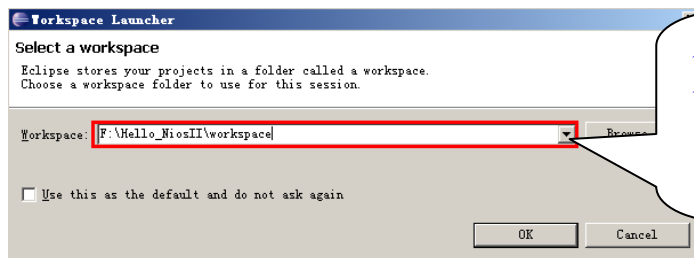 Workspace Launcher
Select a workspace
Eclipse stores your projects in a folder called a workspace.
Choose a workspace folder to use for this session.
Workspace: F:\Hello_NiosII\workspace
Use this as the default and do not ask again
OK Cancel